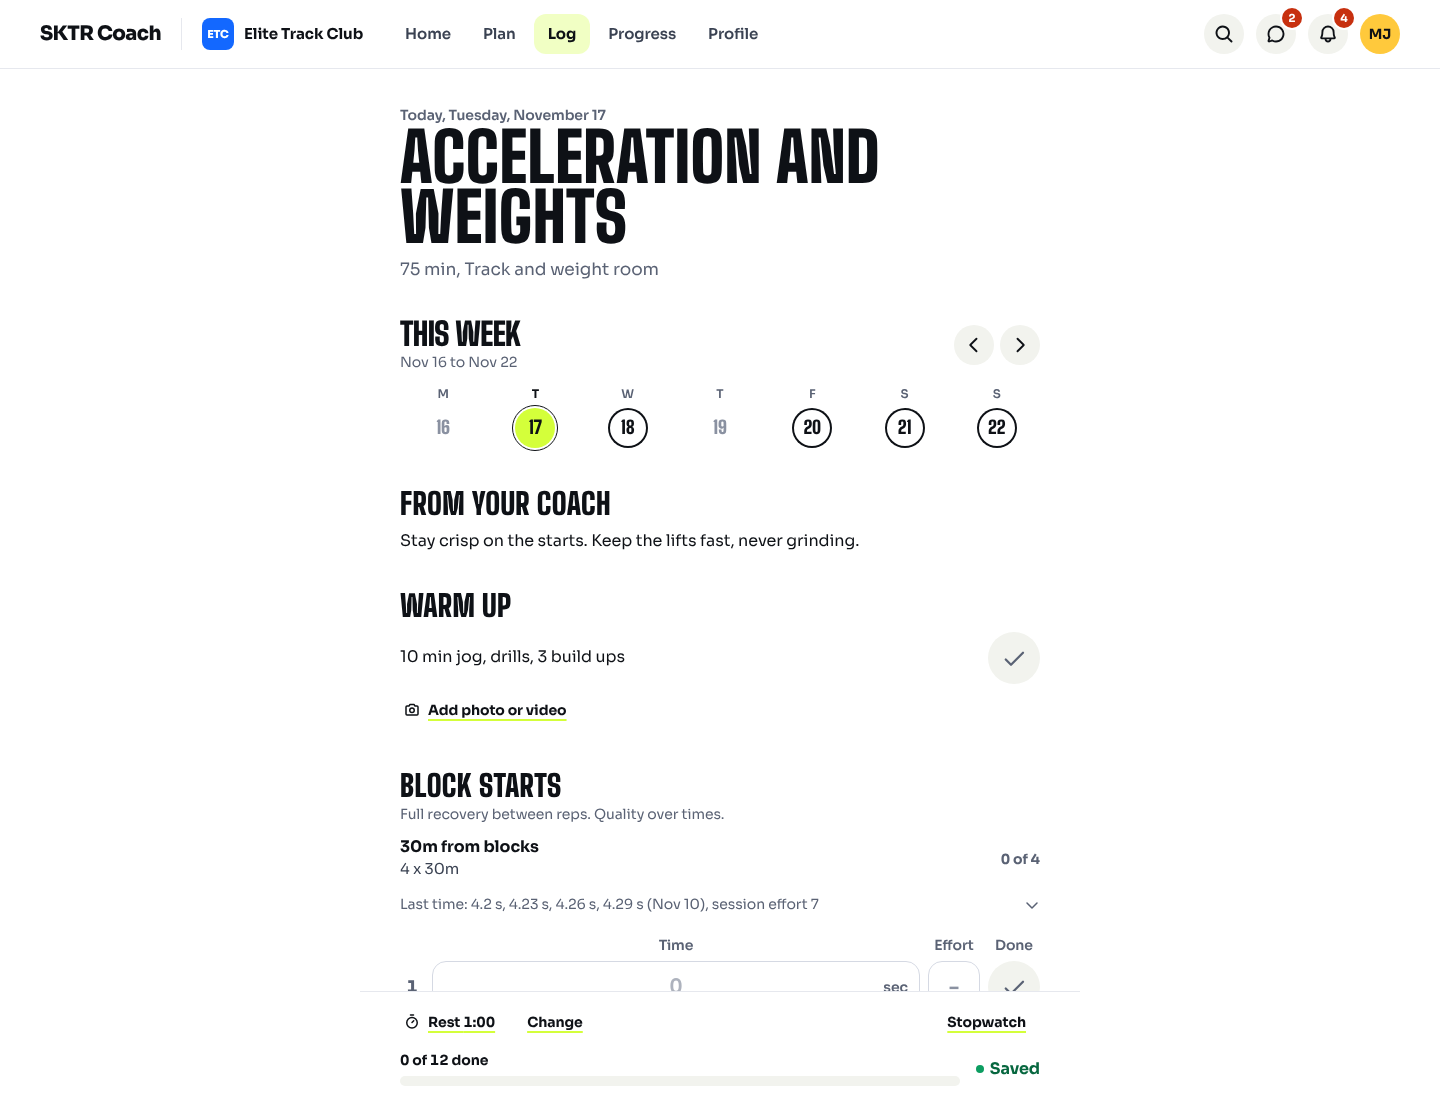 SKTR Coach
ETC
Elite Track Club
Home
Plan
Log
Progress
Profile
2
4
MJ
Today, Tuesday, November 17
ACCELERATION AND
WEIGHTS
75 min, Track and weight room
THIS WEEK
Nov 16 to Nov 22
M T W T F S S
16 17 18 19 20 21 22
FROM YOUR COACH
Stay crisp on the starts. Keep the lifts fast, never grinding.
WARM UP
10 min jog, drills, 3 build ups
Add photo or video
BLOCK STARTS
Full recovery between reps. Quality over times.
30m from blocks
4 x 30m
0 of 4
Last time: 4.2 s, 4.23 s, 4.26 s, 4.29 s (Nov 10), session effort 7
Time Effort Done
1 0 sec –
Rest 1:00 Change Stopwatch
0 of 12 done
Saved